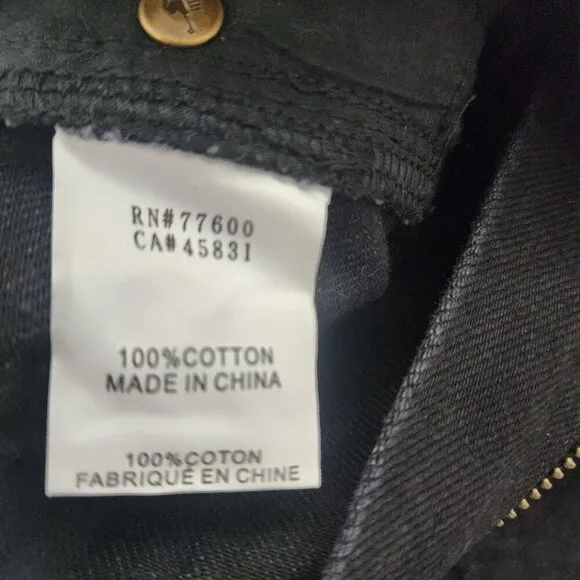 RN#77600
CA#45831
100%COTTON
MADE IN CHINA
100%COTON
FABRIQUÉ EN CHINE